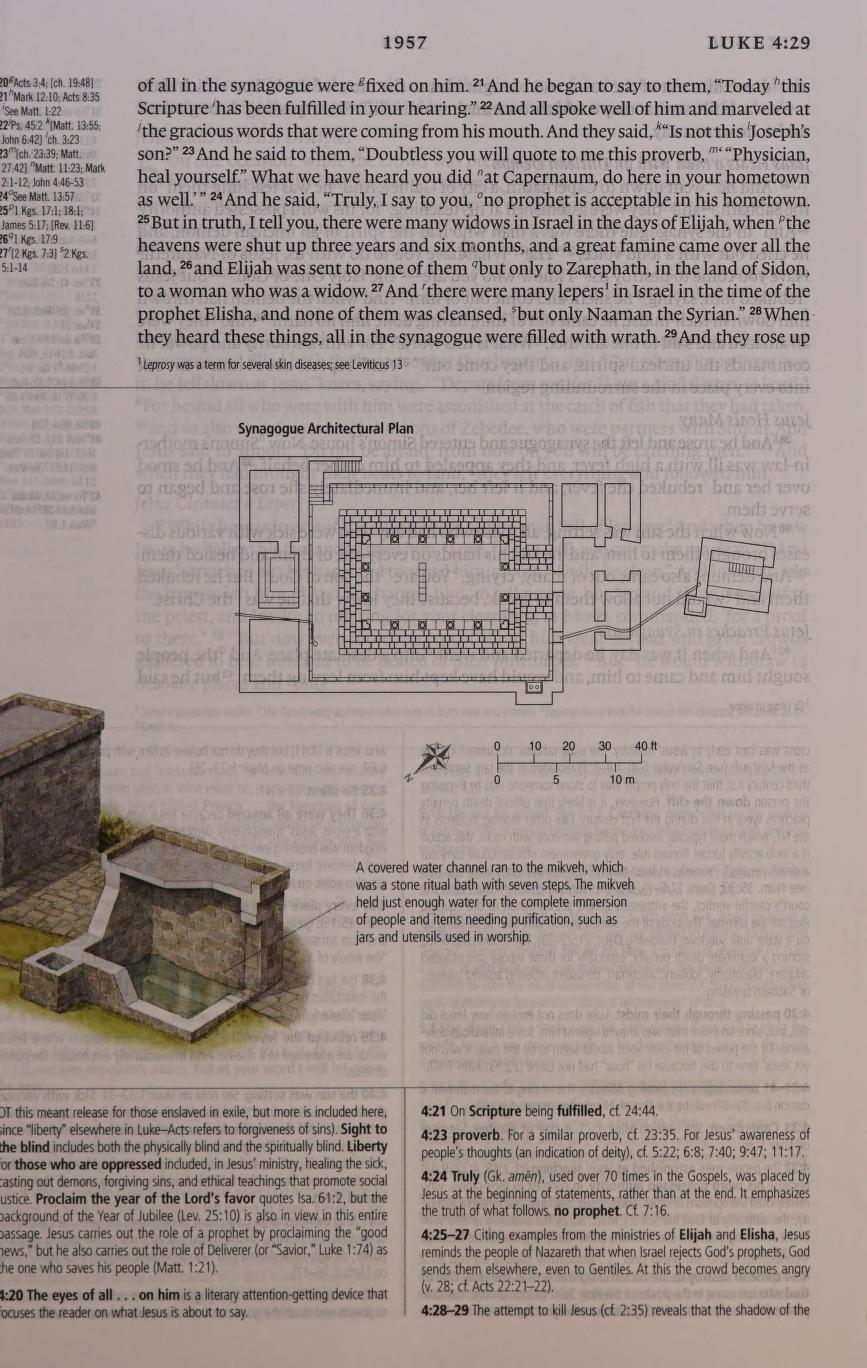 1957
LUKE 4:29
20 gActs 3:4; [ch. 19:48]
21 hMark 12:10; Acts 8:35
iSee Matt. 1:22
22 jPs. 45:2 k[Matt. 13:55;
John 6:42] lch. 3:23
23 m[ch. 23:39; Matt.
27:42] nMatt. 11:23; Mark
2:1-12; John 4:46-53
24 oSee Matt. 13:57
25 p1 Kgs. 17:1; 18:1;
James 5:17; [Rev. 11:6]
26 q1 Kgs. 17:9
27 r[2 Kgs. 7:3] s2 Kgs.
5:1-14
of all in the synagogue were gfixed on him. 21 And he began to say to them, “Today hthis
Scripture ihas been fulfilled in your hearing.” 22 And all spoke well of him and marveled at
jthe gracious words that were coming from his mouth. And they said, k“Is not this lJoseph’s
son?” 23 And he said to them, “Doubtless you will quote to me this proverb, m‘ “Physician,
heal yourself.” What we have heard you did nat Capernaum, do here in your hometown
as well.’ ” 24 And he said, “Truly, I say to you, ono prophet is acceptable in his hometown.
25 But in truth, I tell you, there were many widows in Israel in the days of Elijah, when pthe
heavens were shut up three years and six months, and a great famine came over all the
land, 26 and Elijah was sent to none of them qbut only to Zarephath, in the land of Sidon,
to a woman who was a widow. 27 And rthere were many lepers1 in Israel in the time of the
prophet Elisha, and none of them was cleansed, sbut only Naaman the Syrian.” 28 When
they heard these things, all in the synagogue were filled with wrath. 29 And they rose up
1 Leprosy was a term for several skin diseases; see Leviticus 13
Synagogue Architectural Plan
0 10 20 30 40 ft
0 5 10 m
N
A covered water channel ran to the mikveh, which
was a stone ritual bath with seven steps. The mikveh
held just enough water for the complete immersion
of people and items needing purification, such as
jars and utensils used in worship.
OT this meant release for those enslaved in exile, but more is included here,
since “liberty” elsewhere in Luke–Acts refers to forgiveness of sins). Sight to
the blind includes both the physically blind and the spiritually blind. Liberty
for those who are oppressed included, in Jesus’ ministry, healing the sick,
casting out demons, forgiving sins, and ethical teachings that promote social
justice. Proclaim the year of the Lord’s favor quotes Isa. 61:2, but the
background of the Year of Jubilee (Lev. 25:10) is also in view in this entire
passage. Jesus carries out the role of a prophet by proclaiming the “good
news,” but he also carries out the role of Deliverer (or “Savior,” Luke 1:74) as
the one who saves his people (Matt. 1:21).
4:20 The eyes of all . . . on him is a literary attention-getting device that
focuses the reader on what Jesus is about to say.
4:21 On Scripture being fulfilled, cf. 24:44.
4:23 proverb. For a similar proverb, cf. 23:35. For Jesus’ awareness of
people’s thoughts (an indication of deity), cf. 5:22; 6:8; 7:40; 9:47; 11:17.
4:24 Truly (Gk. amēn), used over 70 times in the Gospels, was placed by
Jesus at the beginning of statements, rather than at the end. It emphasizes
the truth of what follows. no prophet. Cf. 7:16.
4:25–27 Citing examples from the ministries of Elijah and Elisha, Jesus
reminds the people of Nazareth that when Israel rejects God’s prophets, God
sends them elsewhere, even to Gentiles. At this the crowd becomes angry
(v. 28; cf. Acts 22:21–22).
4:28–29 The attempt to kill Jesus (cf. 2:35) reveals that the shadow of the